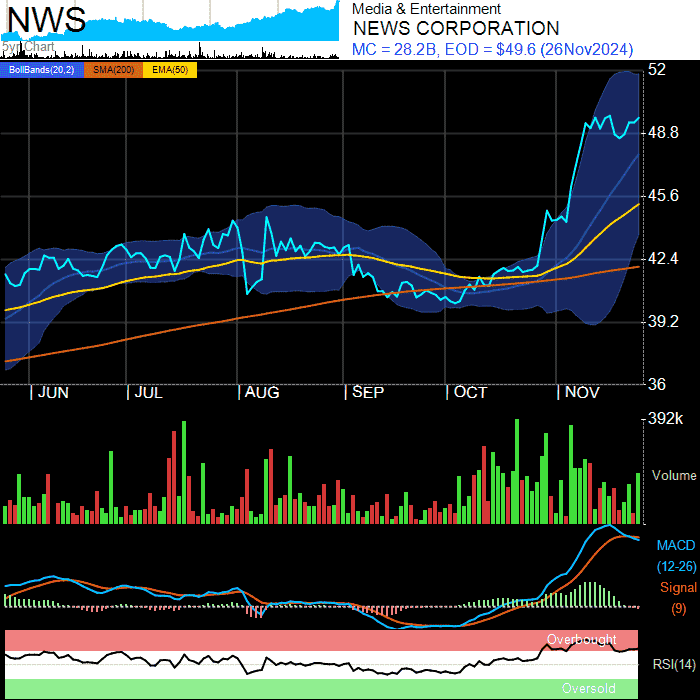 NWS
5yr Chart
Media & Entertainment
NEWS CORPORATION
MC = 28.2B, EOD = $49.6 (26Nov2024)
BollBands(20,2) SMA(200) EMA(50)
52
48.8
45.6
42.4
39.2
36
JUN JUL AUG SEP OCT NOV
392k
Volume
MACD
(12-26)
Signal
(9)
Overbought
RSI(14)
Oversold